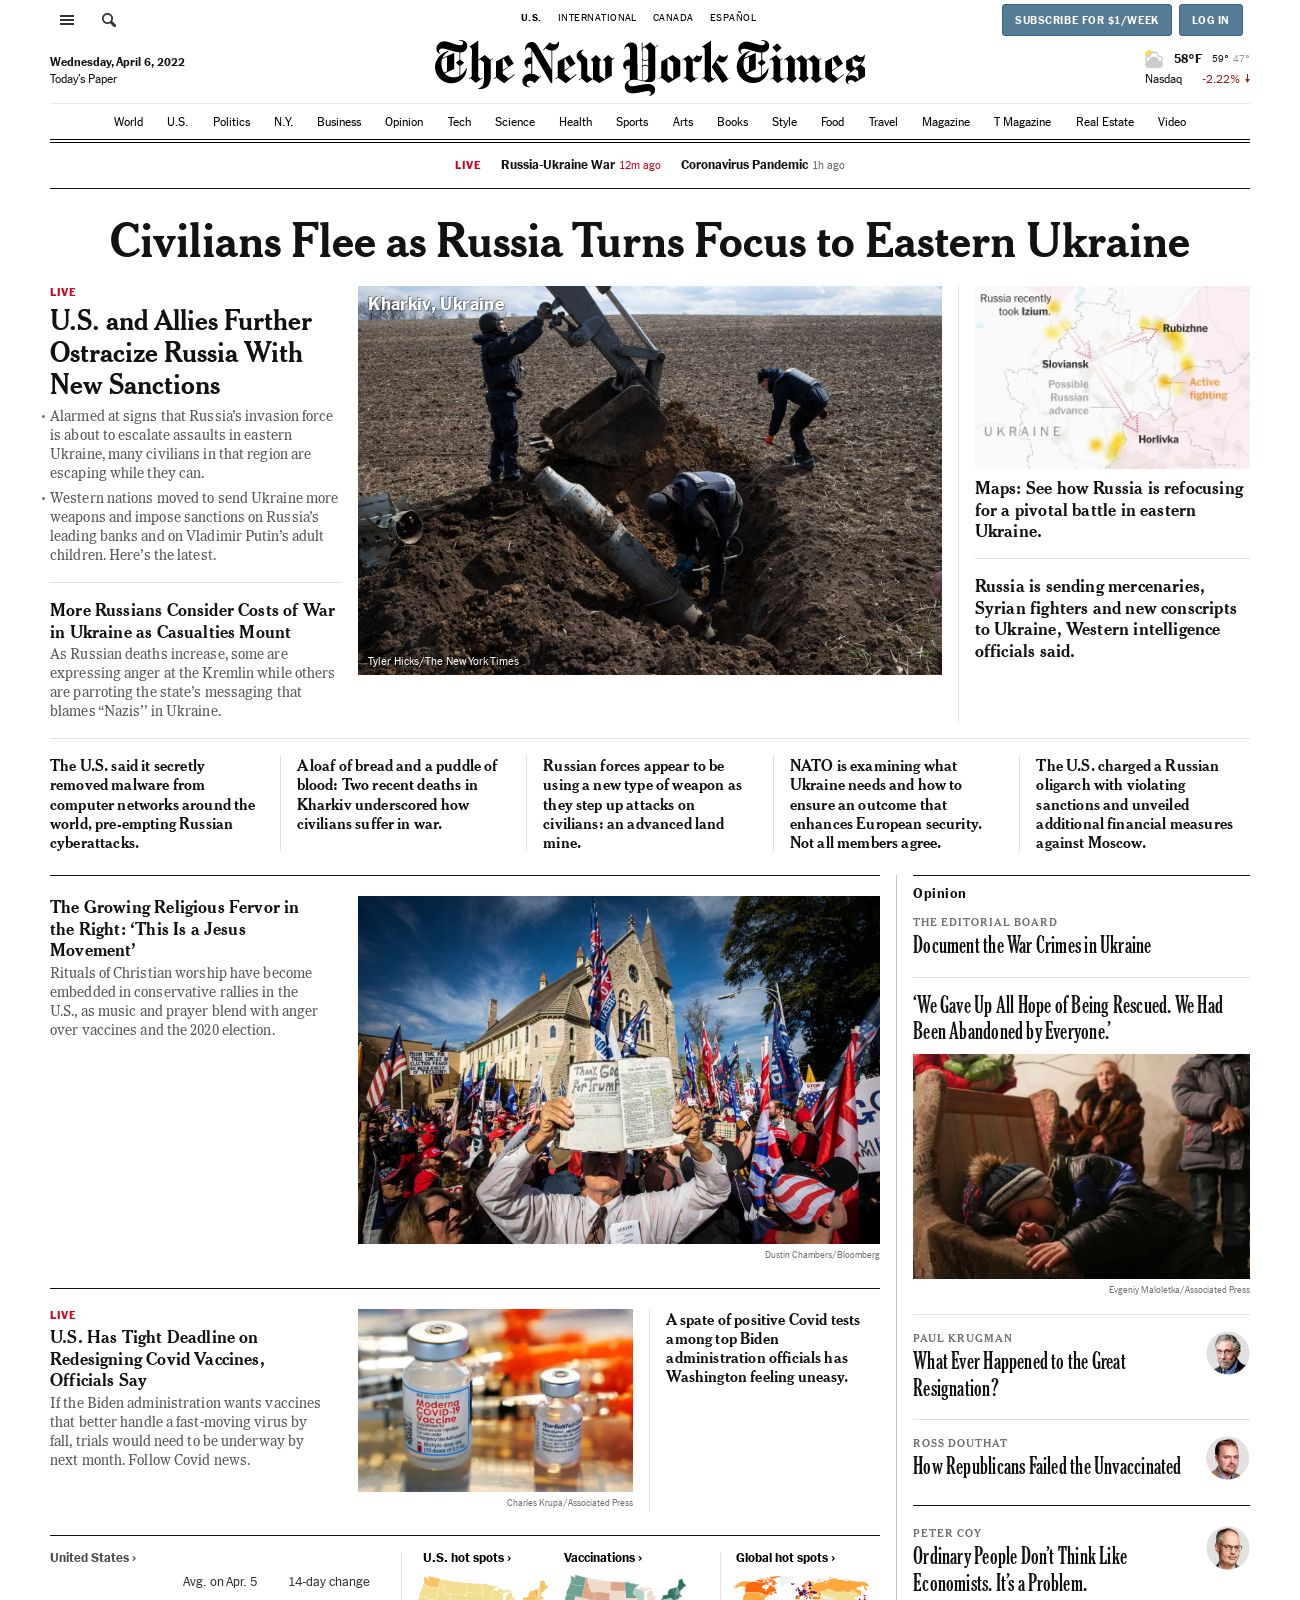 U.S. INTERNATIONAL CANADA ESPAÑOL
SUBSCRIBE FOR $1/WEEK LOG IN
Wednesday, April 6, 2022
Today's Paper
The New York Times
58°F 59° 47°
Nasdaq -2.22%
World U.S. Politics N.Y. Business Opinion Tech Science Health Sports Arts Books Style Food Travel Magazine T Magazine Real Estate Video
LIVE Russia-Ukraine War 12m ago Coronavirus Pandemic 1h ago
Civilians Flee as Russia Turns Focus to Eastern Ukraine
LIVE
U.S. and Allies Further
Ostracize Russia With
New Sanctions
• Alarmed at signs that Russia’s invasion force
is about to escalate assaults in eastern
Ukraine, many civilians in that region are
escaping while they can.
• Western nations moved to send Ukraine more
weapons and impose sanctions on Russia’s
leading banks and on Vladimir Putin’s adult
children. Here’s the latest.
More Russians Consider Costs of War
in Ukraine as Casualties Mount
As Russian deaths increase, some are
expressing anger at the Kremlin while others
are parroting the state’s messaging that
blames “Nazis’’ in Ukraine.
Kharkiv, Ukraine
Tyler Hicks/The New York Times
Russia recently
took Izium.
Rubizhne
Sloviansk
Possible
Russian
advance
Active
fighting
UKRAINE
Horlivka
Maps: See how Russia is refocusing
for a pivotal battle in eastern
Ukraine.
Russia is sending mercenaries,
Syrian fighters and new conscripts
to Ukraine, Western intelligence
officials said.
The U.S. said it secretly
removed malware from
computer networks around the
world, pre-empting Russian
cyberattacks.
A loaf of bread and a puddle of
blood: Two recent deaths in
Kharkiv underscored how
civilians suffer in war.
Russian forces appear to be
using a new type of weapon as
they step up attacks on
civilians: an advanced land
mine.
NATO is examining what
Ukraine needs and how to
ensure an outcome that
enhances European security.
Not all members agree.
The U.S. charged a Russian
oligarch with violating
sanctions and unveiled
additional financial measures
against Moscow.
The Growing Religious Fervor in
the Right: ‘This Is a Jesus
Movement’
Rituals of Christian worship have become
embedded in conservative rallies in the
U.S., as music and prayer blend with anger
over vaccines and the 2020 election.
Thank God
for Trump
STOP
Dustin Chambers/Bloomberg
LIVE
U.S. Has Tight Deadline on
Redesigning Covid Vaccines,
Officials Say
If the Biden administration wants vaccines
that better handle a fast-moving virus by
fall, trials would need to be underway by
next month. Follow Covid news.
Moderna
COVID-19
Vaccine
Charles Krupa/Associated Press
A spate of positive Covid tests
among top Biden
administration officials has
Washington feeling uneasy.
United States ›
Avg. on Apr. 5 14-day change
U.S. hot spots › Vaccinations › Global hot spots ›
Opinion
THE EDITORIAL BOARD
Document the War Crimes in Ukraine
‘We Gave Up All Hope of Being Rescued. We Had
Been Abandoned by Everyone.’
Evgeniy Maloletka/Associated Press
PAUL KRUGMAN
What Ever Happened to the Great
Resignation?
ROSS DOUTHAT
How Republicans Failed the Unvaccinated
PETER COY
Ordinary People Don’t Think Like
Economists. It’s a Problem.